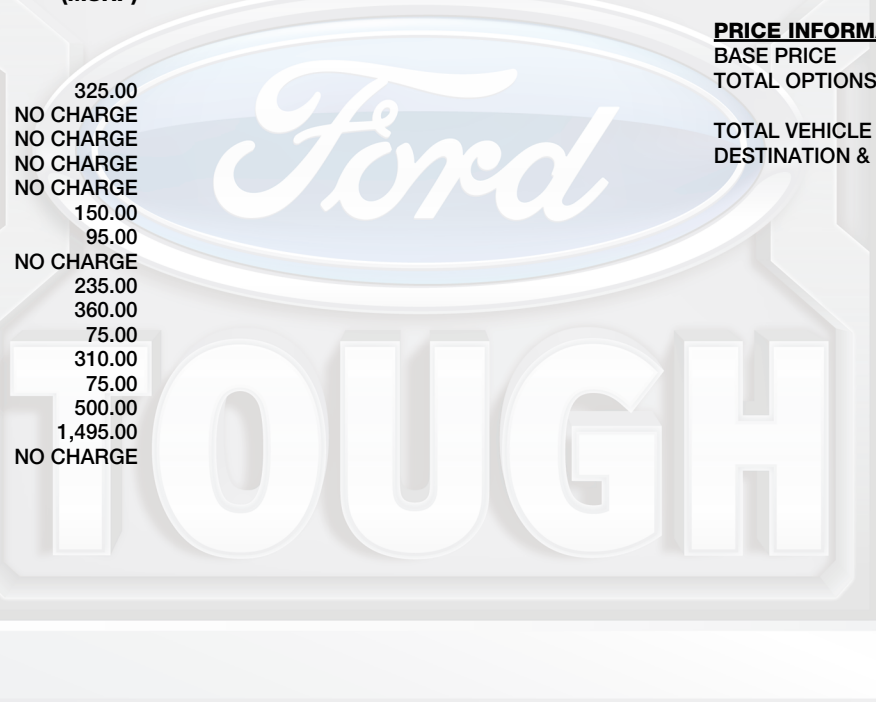 325.00
NO CHARGE
NO CHARGE
NO CHARGE
NO CHARGE
150.00
95.00
NO CHARGE
235.00
360.00
75.00
310.00
75.00
500.00
1,495.00
NO CHARGE
PRICE
BASE PRICE
TOTAL OPTIONS
TOTAL VEHICLE
DESTINATION &
Ford
TOUGH